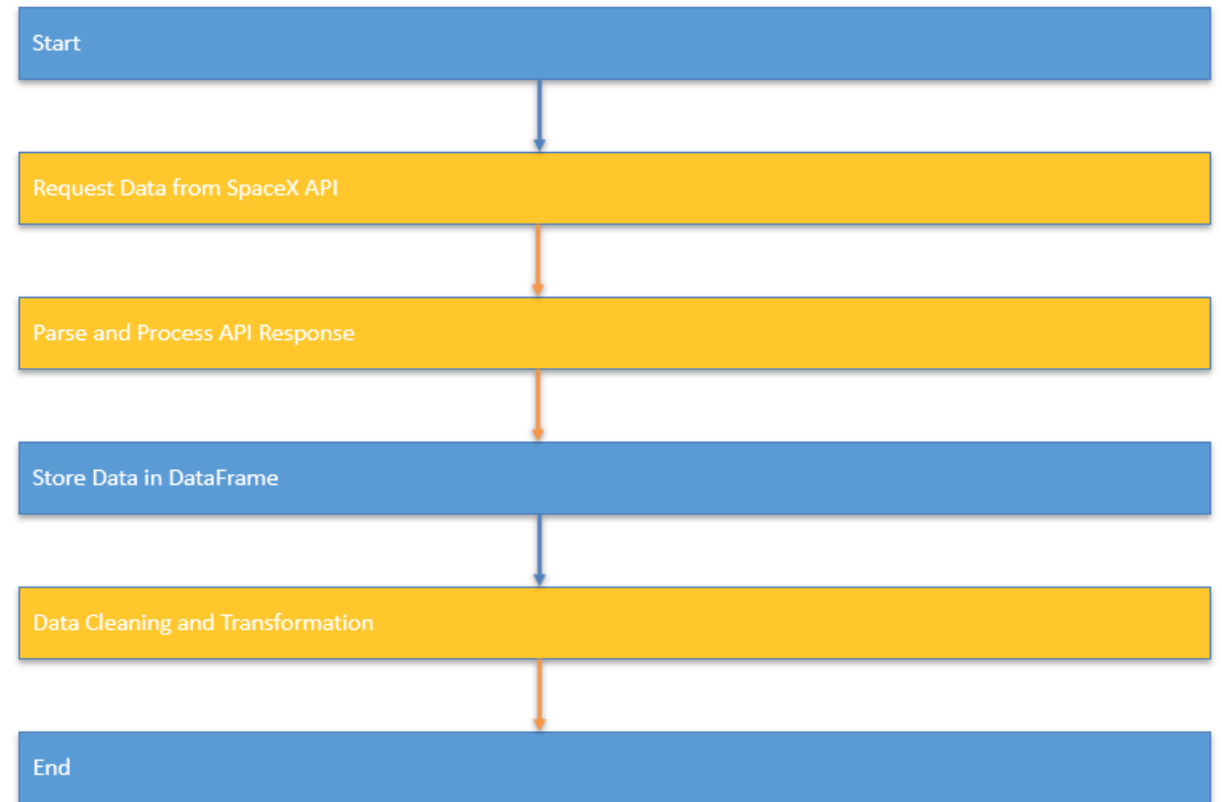 Start
Request Data from SpaceX API
Parse and Process API Response
Store Data in DataFrame
Data Cleaning and Transformation
End